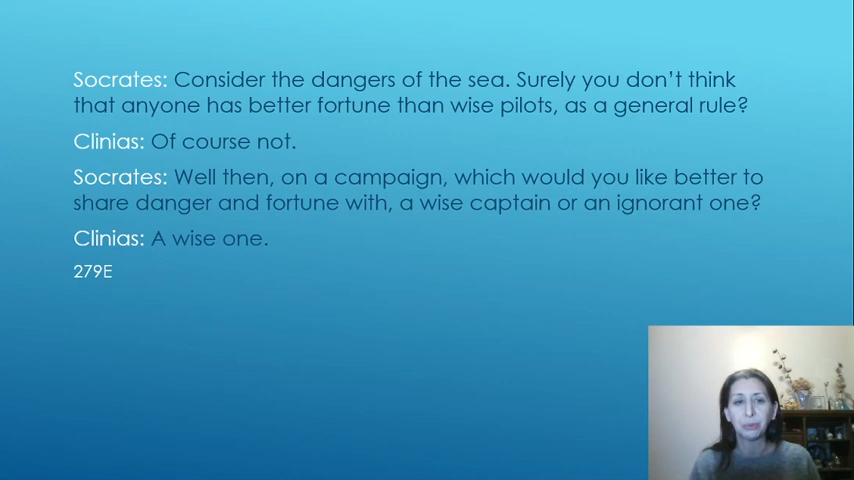 Socrates: Consider the dangers of the sea. Surely you don't think
that anyone has better fortune than wise pilots, as a general rule?
Clinias: Of course not.
Socrates: Well then, on a campaign, which would you like better to
share danger and fortune with, a wise captain or an ignorant one?
Clinias: A wise one.
279E